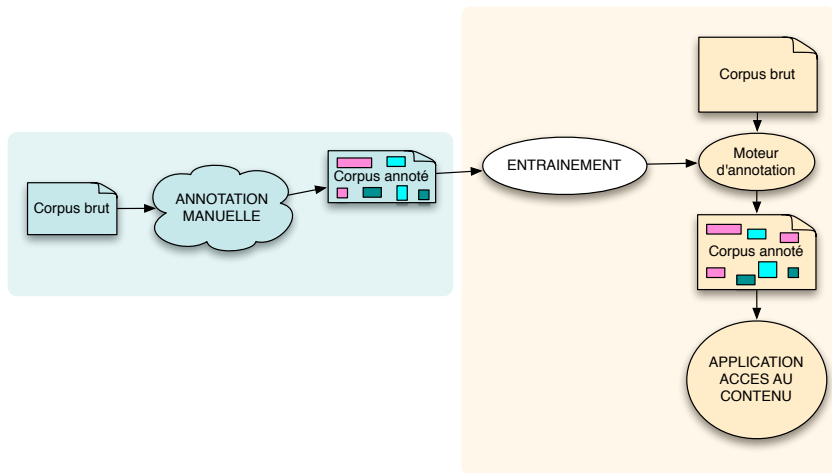 Corpus brut
ANNOTATION
MANUELLE
Corpus annoté
ENTRAINEMENT
Corpus brut
Moteur
d'annotation
Corpus annoté
APPLICATION
ACCES AU
CONTENU